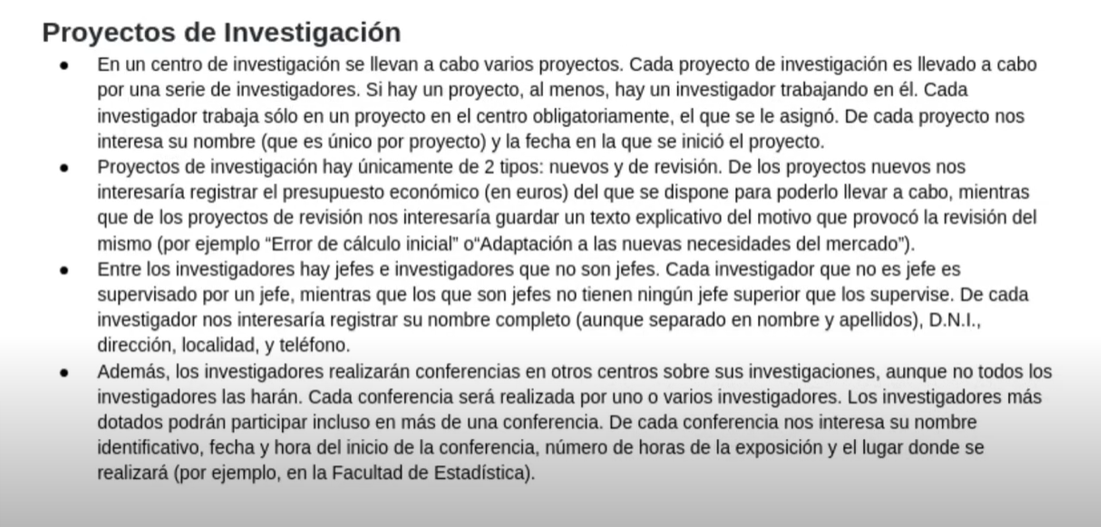 Proyectos de Investigación
● En un centro de investigación se llevan a cabo varios proyectos. Cada proyecto de investigación es llevado a cabo
por una serie de investigadores. Si hay un proyecto, al menos, hay un investigador trabajando en él. Cada
investigador trabaja sólo en un proyecto en el centro obligatoriamente, el que se le asignó. De cada proyecto nos
interesa su nombre (que es único por proyecto) y la fecha en la que se inició el proyecto.
● Proyectos de investigación hay únicamente de 2 tipos: nuevos y de revisión. De los proyectos nuevos nos
interesaría registrar el presupuesto económico (en euros) del que se dispone para poderlo llevar a cabo, mientras
que de los proyectos de revisión nos interesaría guardar un texto explicativo del motivo que provocó la revisión del
mismo (por ejemplo “Error de cálculo inicial” o“Adaptación a las nuevas necesidades del mercado”).
● Entre los investigadores hay jefes e investigadores que no son jefes. Cada investigador que no es jefe es
supervisado por un jefe, mientras que los que son jefes no tienen ningún jefe superior que los supervise. De cada
investigador nos interesaría registrar su nombre completo (aunque separado en nombre y apellidos), D.N.I.,
dirección, localidad, y teléfono.
● Además, los investigadores realizarán conferencias en otros centros sobre sus investigaciones, aunque no todos los
investigadores las harán. Cada conferencia será realizada por uno o varios investigadores. Los investigadores más
dotados podrán participar incluso en más de una conferencia. De cada conferencia nos interesa su nombre
identificativo, fecha y hora del inicio de la conferencia, número de horas de la exposición y el lugar donde se
realizará (por ejemplo, en la Facultad de Estadística).